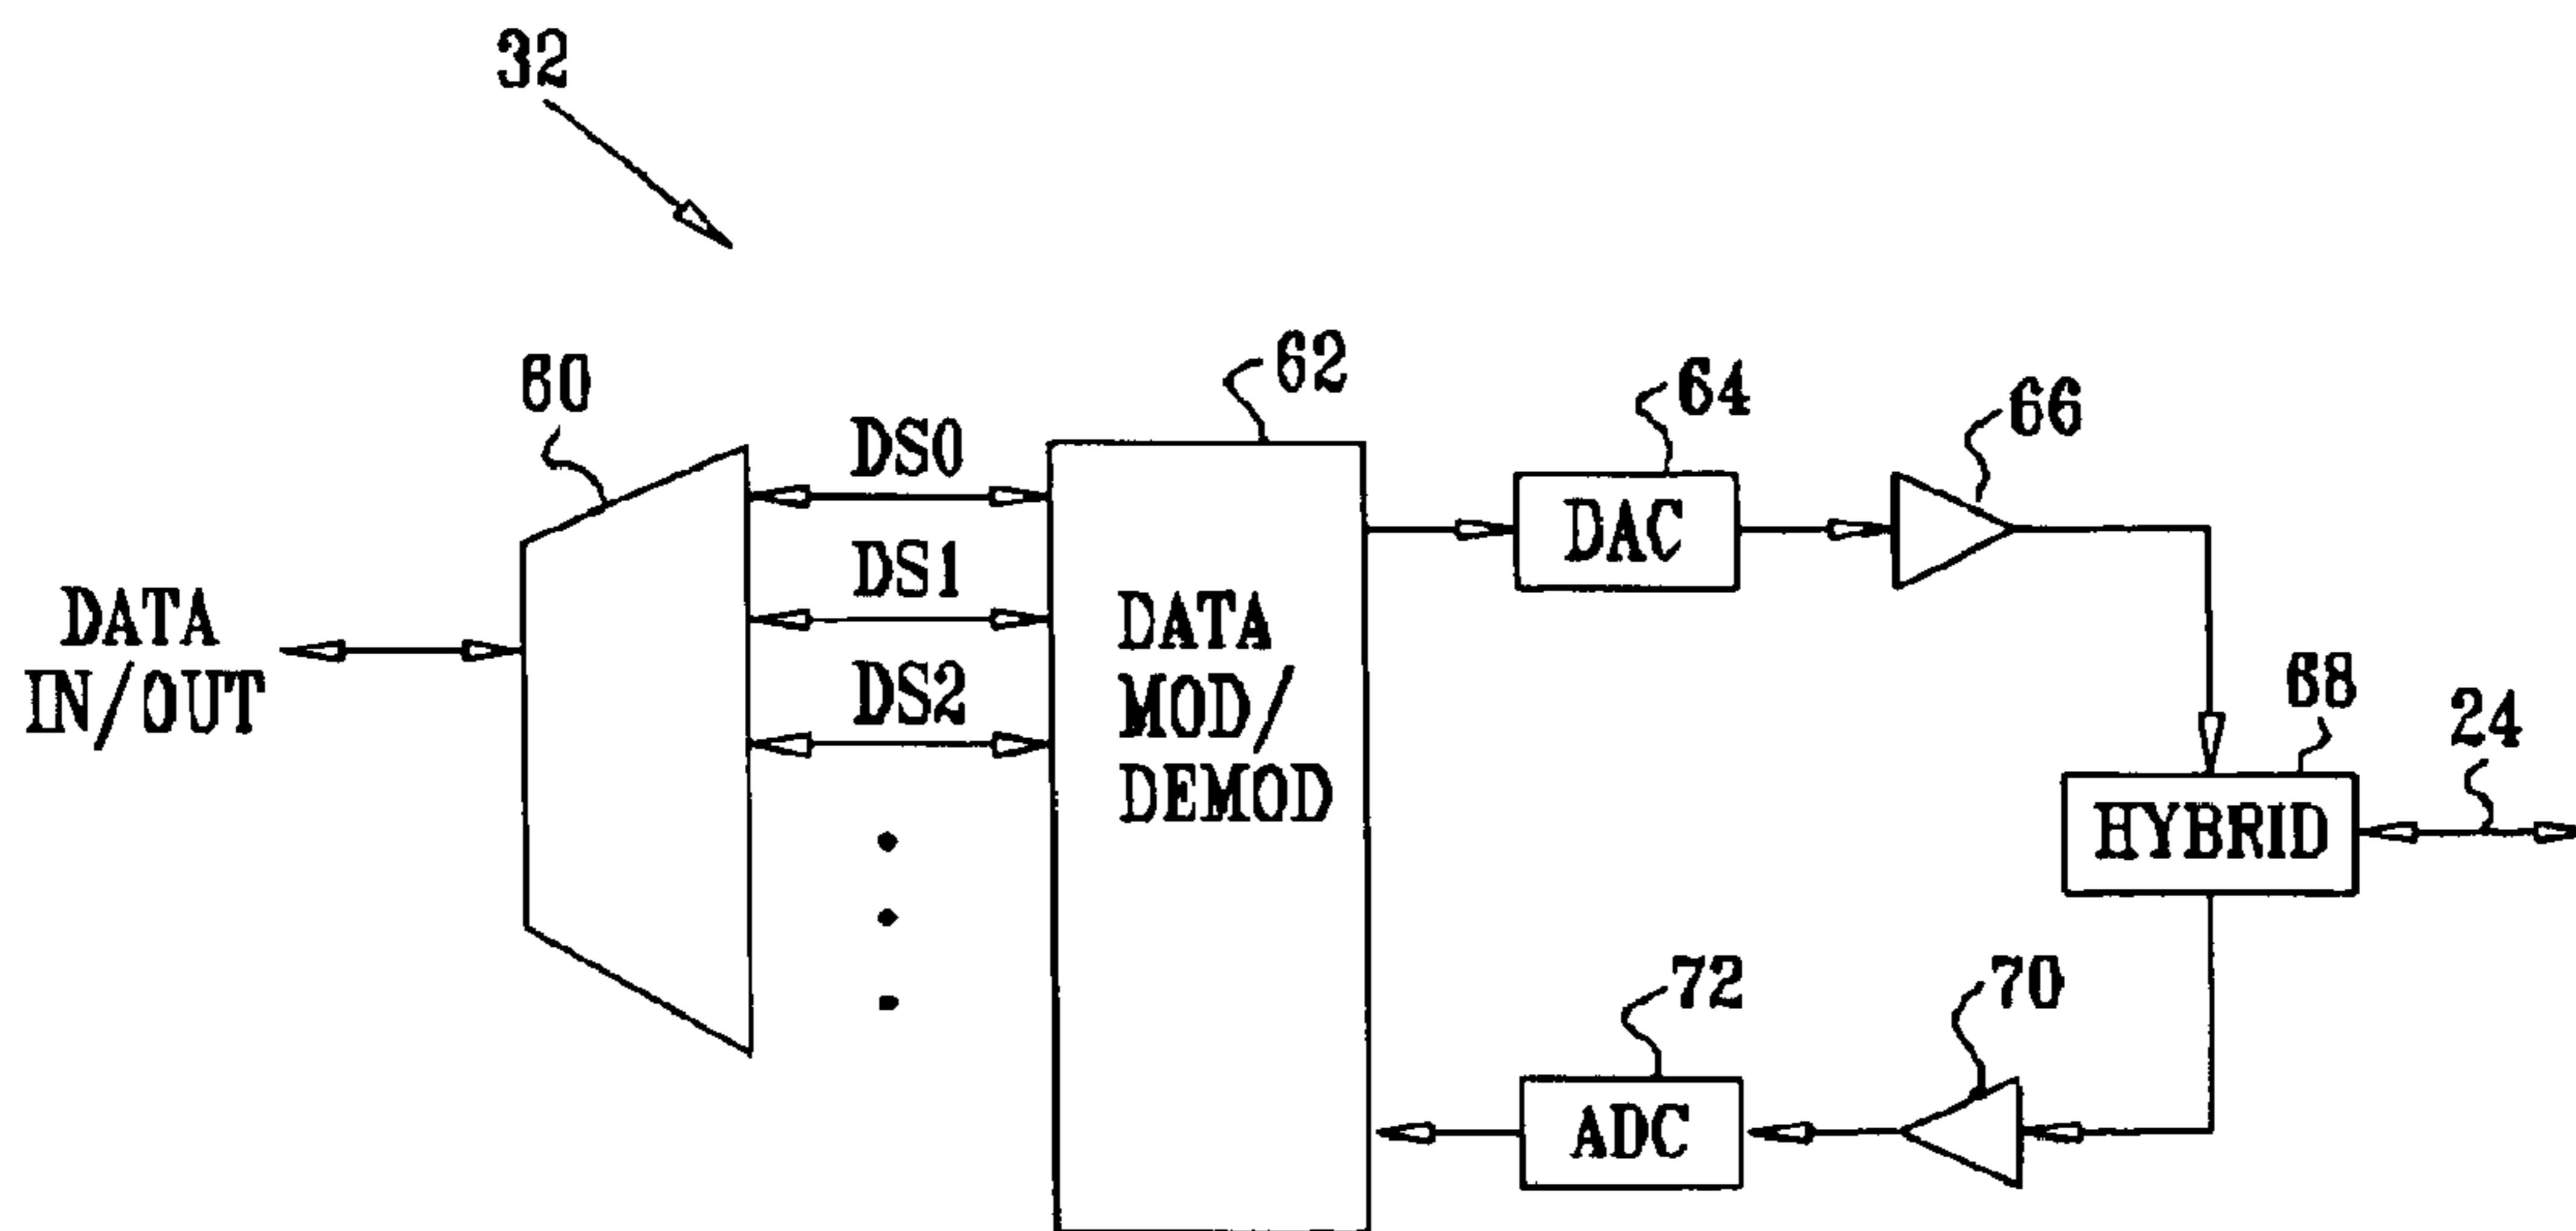 32
60
62
64
66
DS0
DS1
DS2
DATA
IN/OUT
DATA
MOD/
DEMOD
DAC
68
24
HYBRID
72
70
ADC